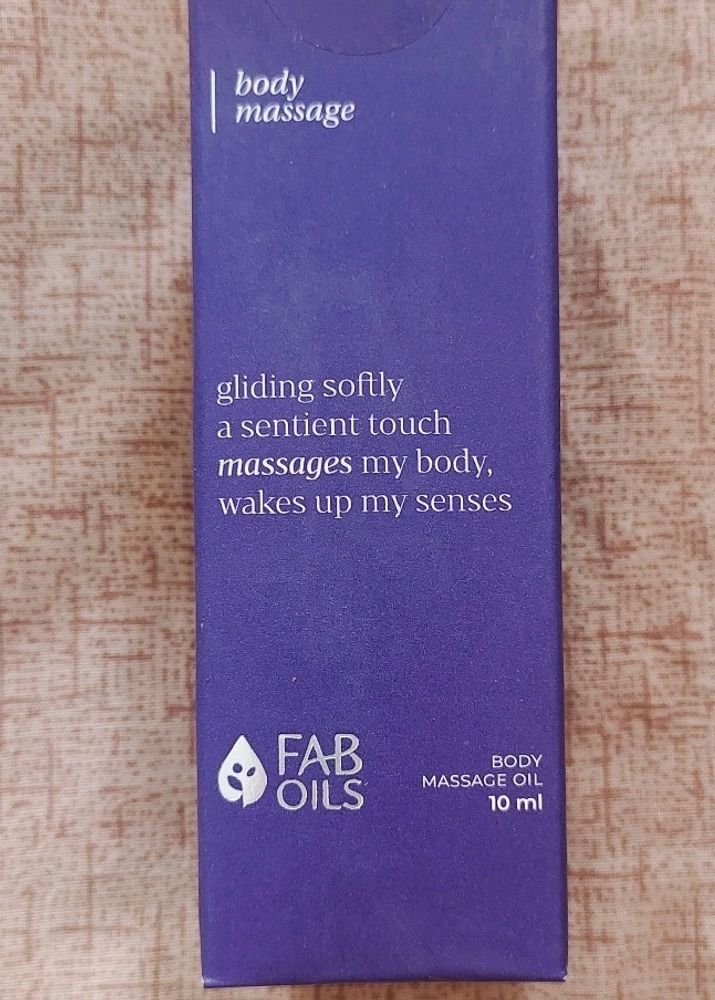 body
massage
gliding softly
a sentient touch
massages my body,
wakes up my senses
FAB
OILS
BODY
MASSAGE OIL
10 ml